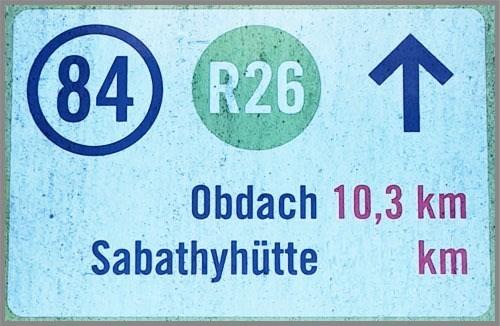 84 R26
Obdach 10,3 km
Sabathyhütte km